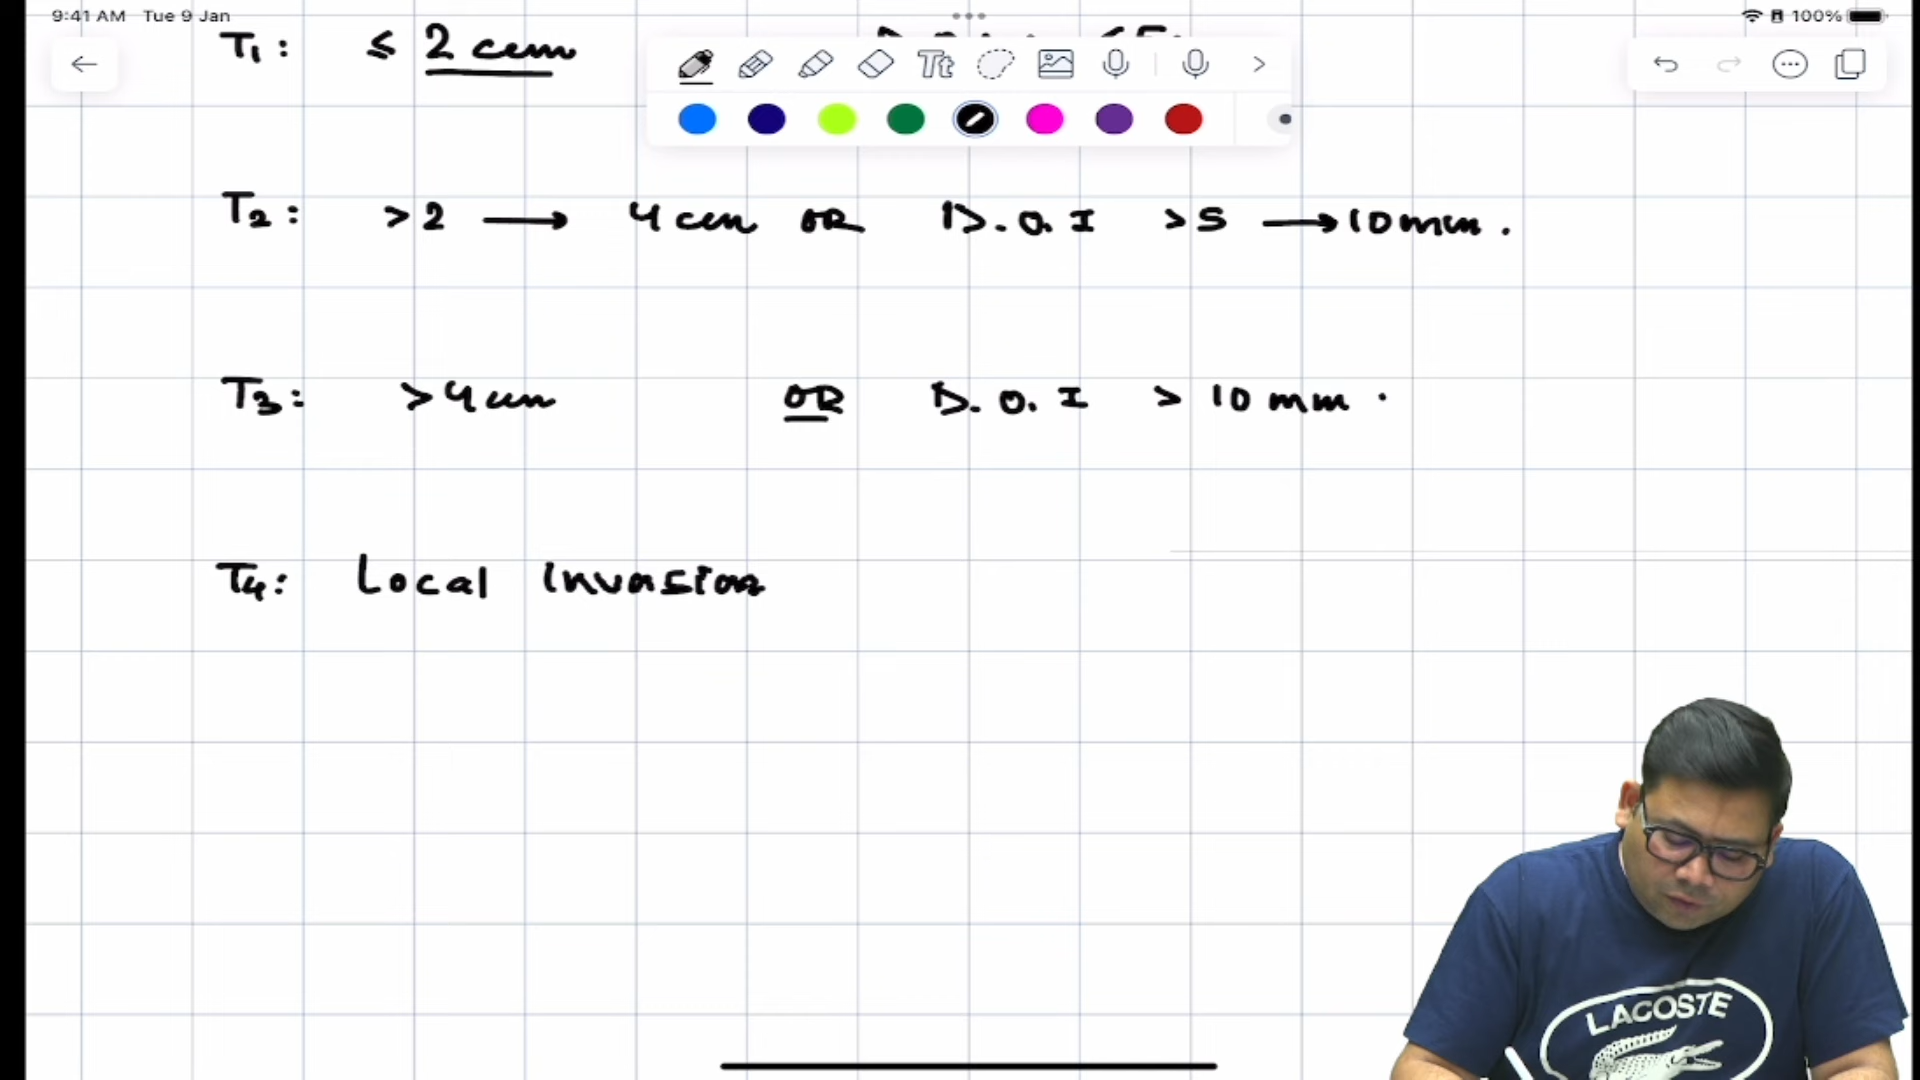 9:41 AM Tue 9 Jan 100%
T1: ≤ 2 cm
Tt
T2: >2 → 4 cm OR D.O.I >5 → 10 mm.
T3: >4 cm OR D.O.I > 10 mm.
T4: Local Invasion
LACOSTE